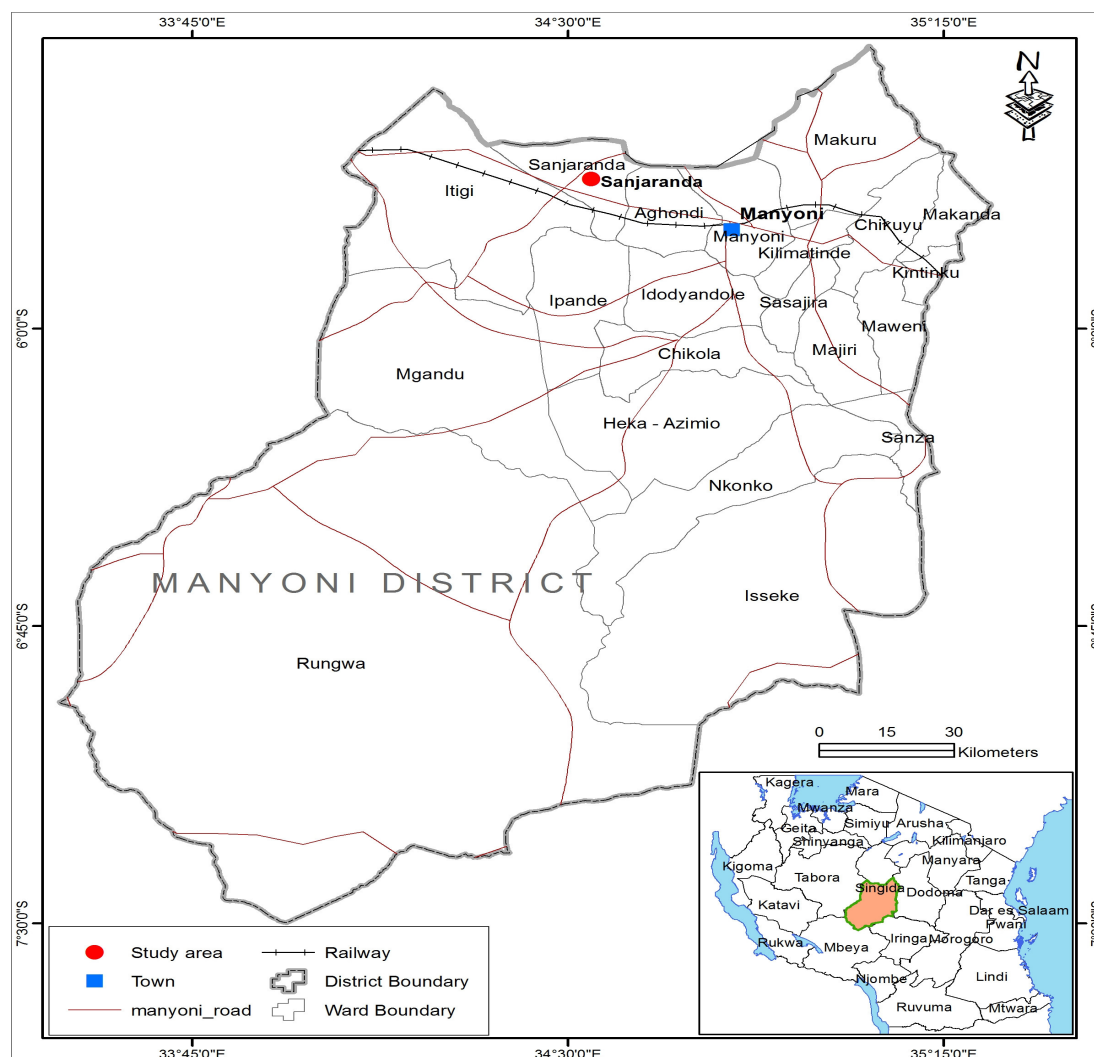 33°45'0"E 34°30'0"E 35°15'0"E
N
Makuru
Sanjaranda
Sanjaranda
Itigi
Aghondi
Manyoni
Makanda
Chikuyu
Manyoni
Kilimatinde
Kintinku
Ipande
Idodyandole
Sasajira
6°0'0"S
Maweni
Majiri
Chikola
Mgandu
Heka - Azimio
Sanza
Nkonko
MANYONI DISTRICT
Isseke
6°45'0"S 6°45'0"S
Rungwa
0 15 30
Kilometers
Kagera
Mara
Mwanza
Geita
Simiyu
Arusha
Shinyanga
Kilimanjaro
Kigoma
Manyara
Tabora
Singida
Dodoma
Tanga
Katavi
Dar es Salaam
Pwani
Rukwa
Mbeya
Iringa
Morogoro
Njombe
Lindi
Ruvuma
Mtwara
7°30'0"S
Study area
Railway
Town
District Boundary
manyoni_road
Ward Boundary
33°45'0"E 34°30'0"E 35°15'0"E